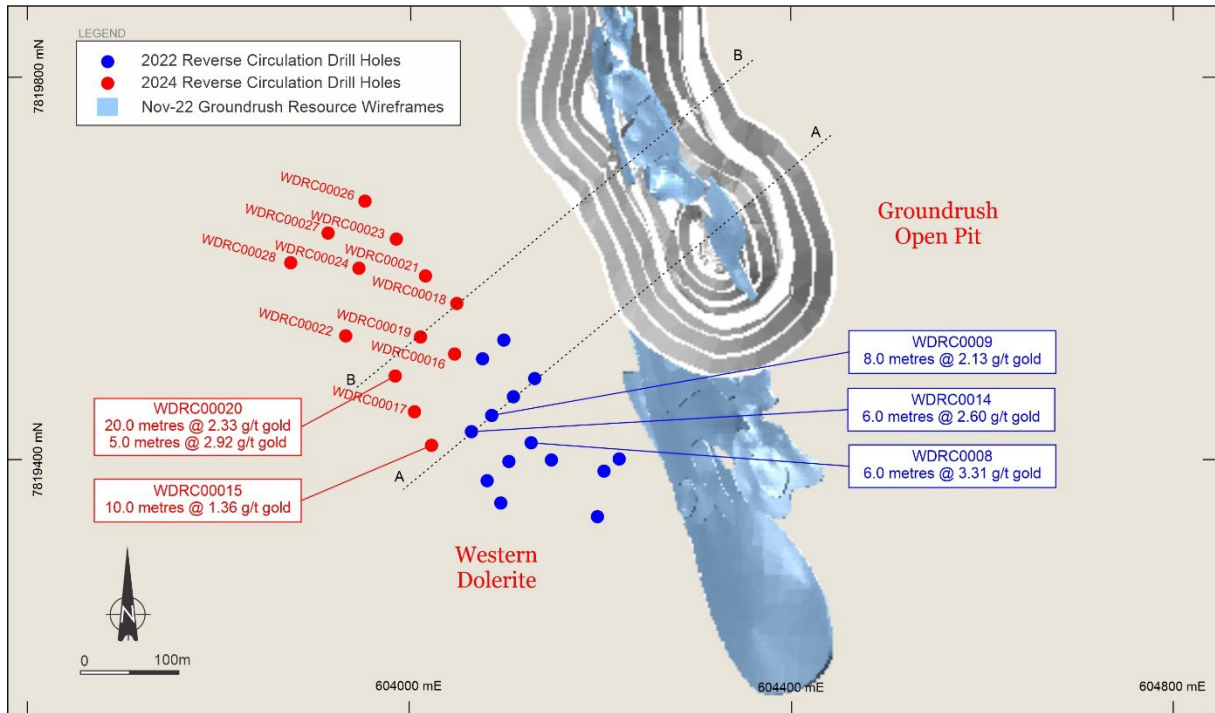 LEGEND
2022 Reverse Circulation Drill Holes
2024 Reverse Circulation Drill Holes
Nov-22 Groundrush Resource Wireframes
7819800 mN
7819400 mN
B
A
WDRC00026
WDRC00023
WDRC00027
WDRC00021
WDRC00024
WDRC00028
WDRC00018
WDRC00019
WDRC00022
WDRC00016
B
WDRC00017
A
Groundrush
Open Pit
WDRC0009
8.0 metres @ 2.13 g/t gold
WDRC0014
6.0 metres @ 2.60 g/t gold
WDRC0008
6.0 metres @ 3.31 g/t gold
WDRC00020
20.0 metres @ 2.33 g/t gold
5.0 metres @ 2.92 g/t gold
WDRC00015
10.0 metres @ 1.36 g/t gold
Western
Dolerite
N
0 100m
604000 mE
604400 mE
604800 mE